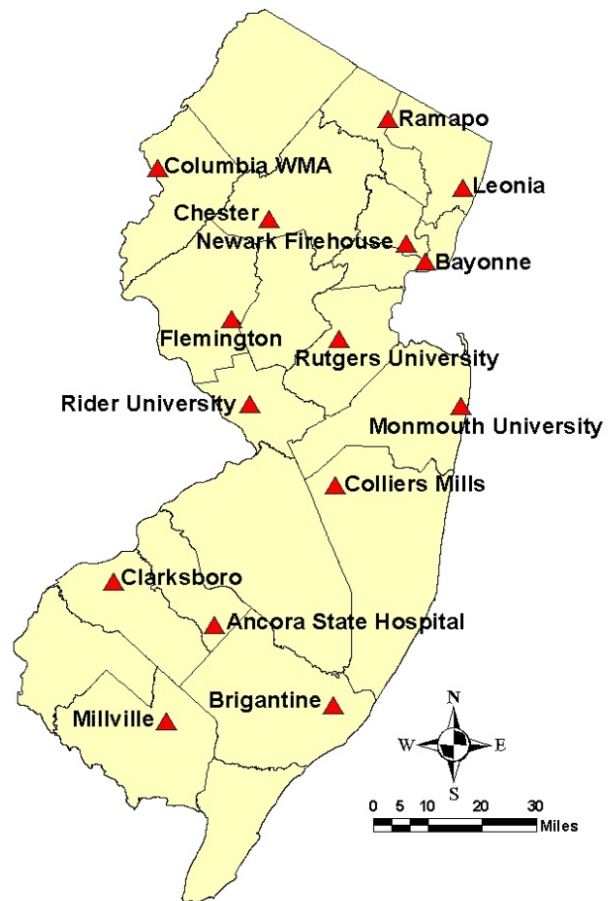 Ramapo
Columbia WMA
Leonia
Chester
Newark Firehouse
Bayonne
Flemington
Rutgers University
Rider University
Monmouth University
Colliers Mills
Clarksboro
Ancora State Hospital
Brigantine
Millville
N
W E
S
0 5 10 20 30
Miles